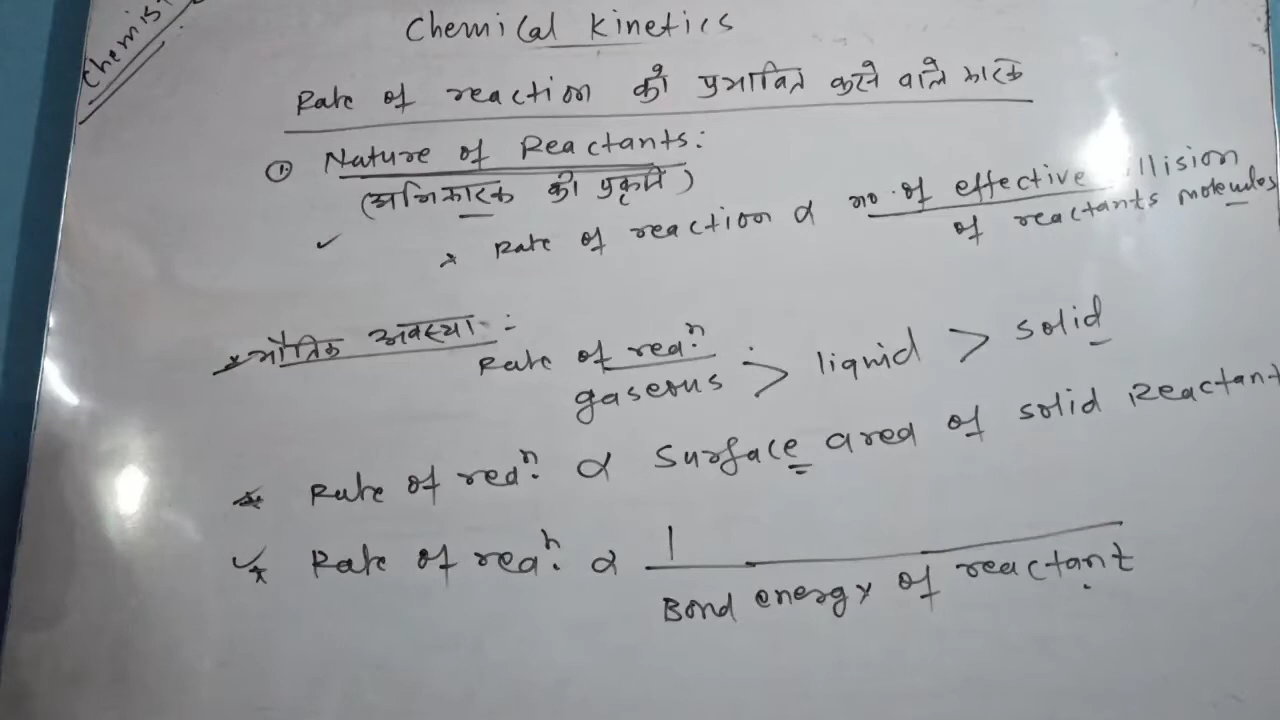 Chemist
Chemical Kinetics
Rate of reaction को प्रभावित करने वाले कारक
① Nature of Reactants:
(अभिकारक की प्रकृति)
* Rate of reaction α no. of effective llision
of reactants molecules
* भौतिक अवस्था :-
Rate of reaⁿ.
gaseous > liquid > solid
* Rate of reaⁿ. α surface area of solid Reactant
* Rate of reaⁿ. α 1
Bond energy of reactant